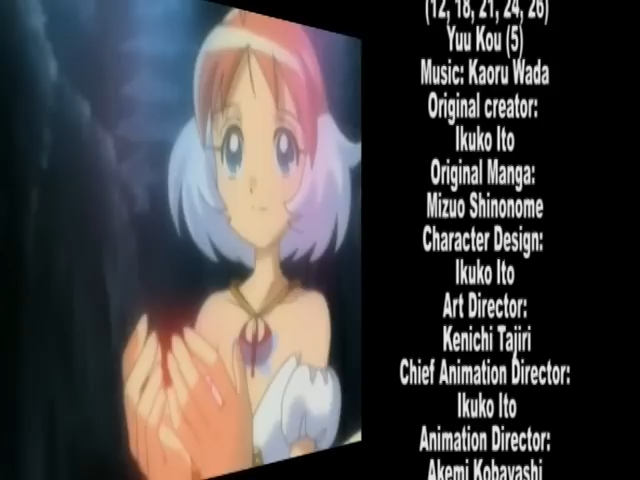 (12, 18, 21, 24, 26)
Yuu Kou (5)
Music: Kaoru Wada
Original creator:
Ikuko Ito
Original Manga:
Mizuo Shinonome
Character Design:
Ikuko Ito
Art Director:
Kenichi Tajiri
Chief Animation Director:
Ikuko Ito
Animation Director:
Akemi Kobayashi